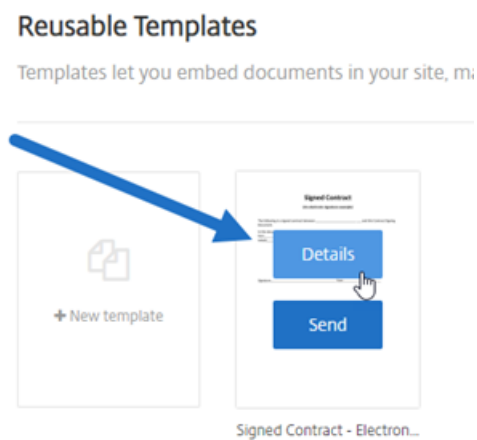 Reusable Templates
Templates let you embed documents in your site, ma
Signed Contract
Details
+ New template
Send
Signed Contract - Electron...